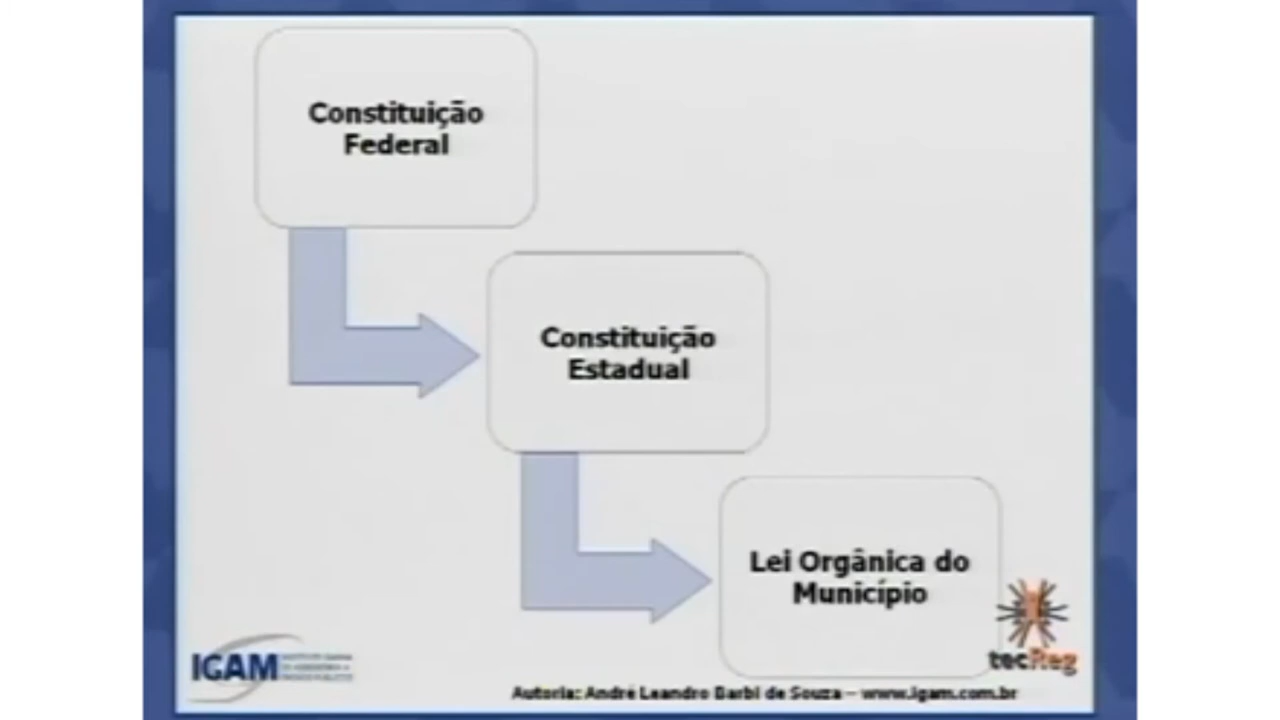 Constituição
Federal
Constituição
Estadual
Lei Orgânica do
Município
IGAM
tecReg
Autoria: André Leandro Barbi de Souza – www.igam.com.br